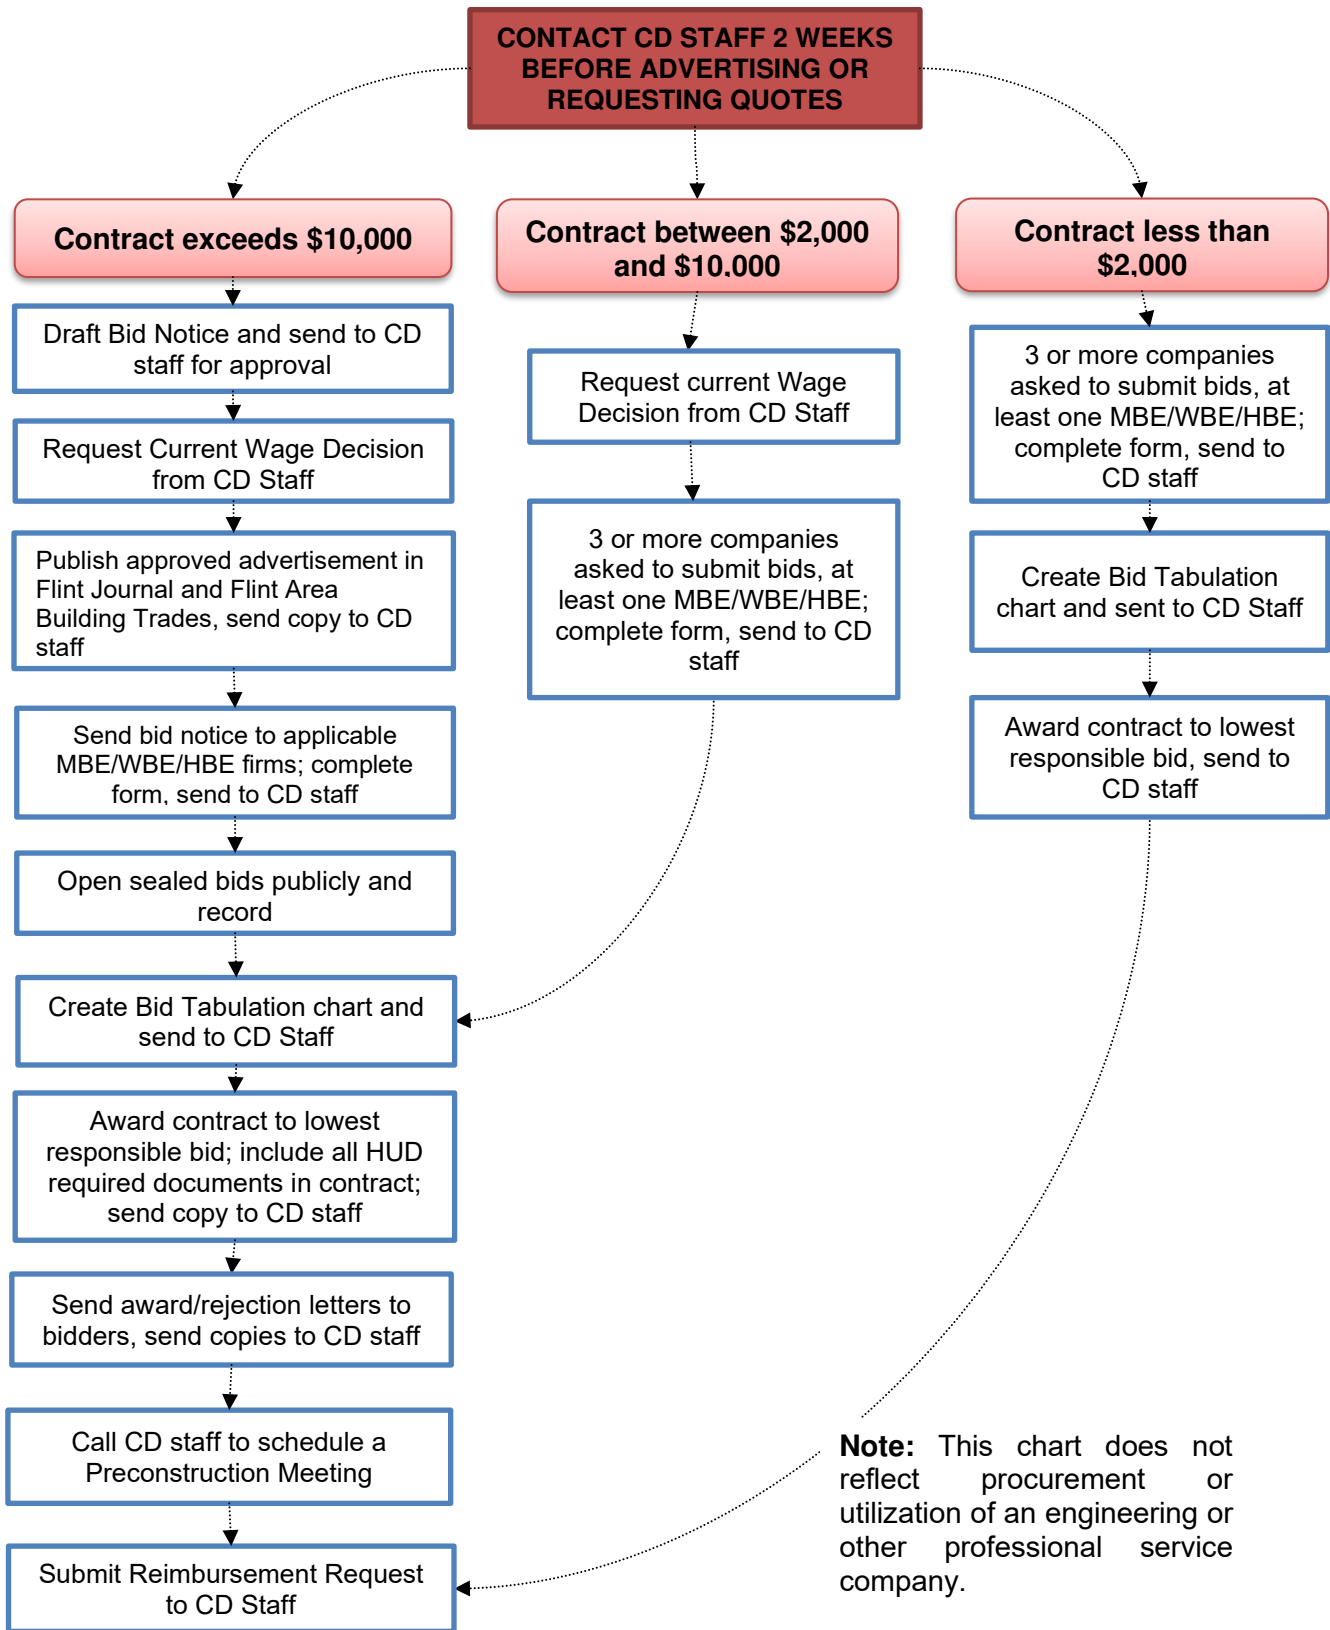 CONTACT CD STAFF 2 WEEKS
BEFORE ADVERTISING OR
REQUESTING QUOTES
Contract exceeds $10,000
Draft Bid Notice and send to CD
staff for approval
Request Current Wage Decision
from CD Staff
Publish approved advertisement in
Flint Journal and Flint Area
Building Trades, send copy to CD
staff
Send bid notice to applicable
MBE/WBE/HBE firms; complete
form, send to CD staff
Open sealed bids publicly and
record
Create Bid Tabulation chart and
send to CD Staff
Award contract to lowest
responsible bid; include all HUD
required documents in contract;
send copy to CD staff
Send award/rejection letters to
bidders, send copies to CD staff
Call CD staff to schedule a
Preconstruction Meeting
Submit Reimbursement Request
to CD Staff
Contract between $2,000
and $10,000
Request current Wage
Decision from CD Staff
3 or more companies
asked to submit bids, at
least one MBE/WBE/HBE;
complete form, send to CD
staff
Contract less than
$2,000
3 or more companies
asked to submit bids, at
least one MBE/WBE/HBE;
complete form, send to
CD staff
Create Bid Tabulation
chart and sent to CD Staff
Award contract to lowest
responsible bid, send to
CD staff
Note: This chart does not
reflect procurement or
utilization of an engineering or
other professional service
company.